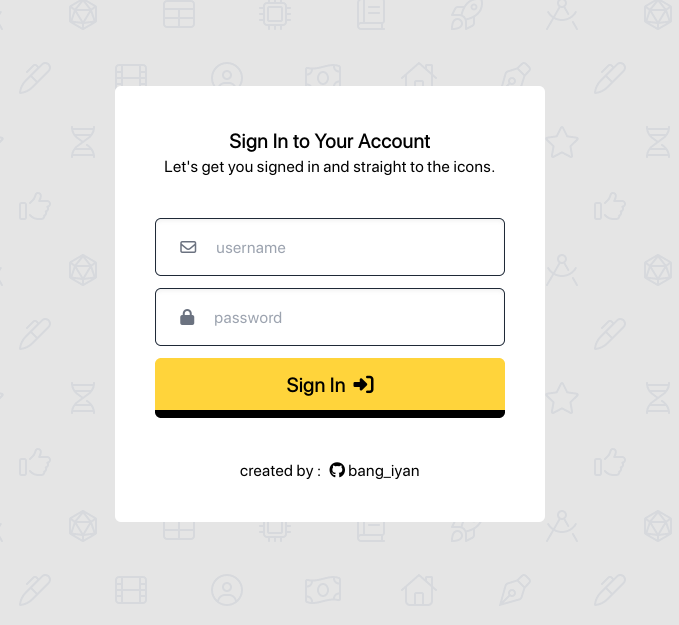 Sign In to Your Account
Let's get you signed in and straight to the icons.
username
password
Sign In
created by : bang_iyan